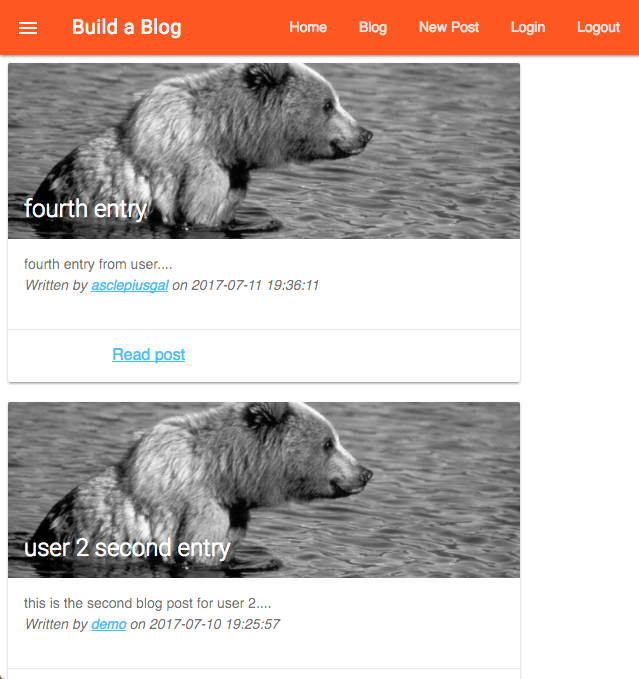 Build a Blog
Home Blog New Post Login Logout
fourth entry
fourth entry from user....
Written by asclepiusgal on 2017-07-11 19:36:11
Read post
user 2 second entry
this is the second blog post for user 2....
Written by demo on 2017-07-10 19:25:57